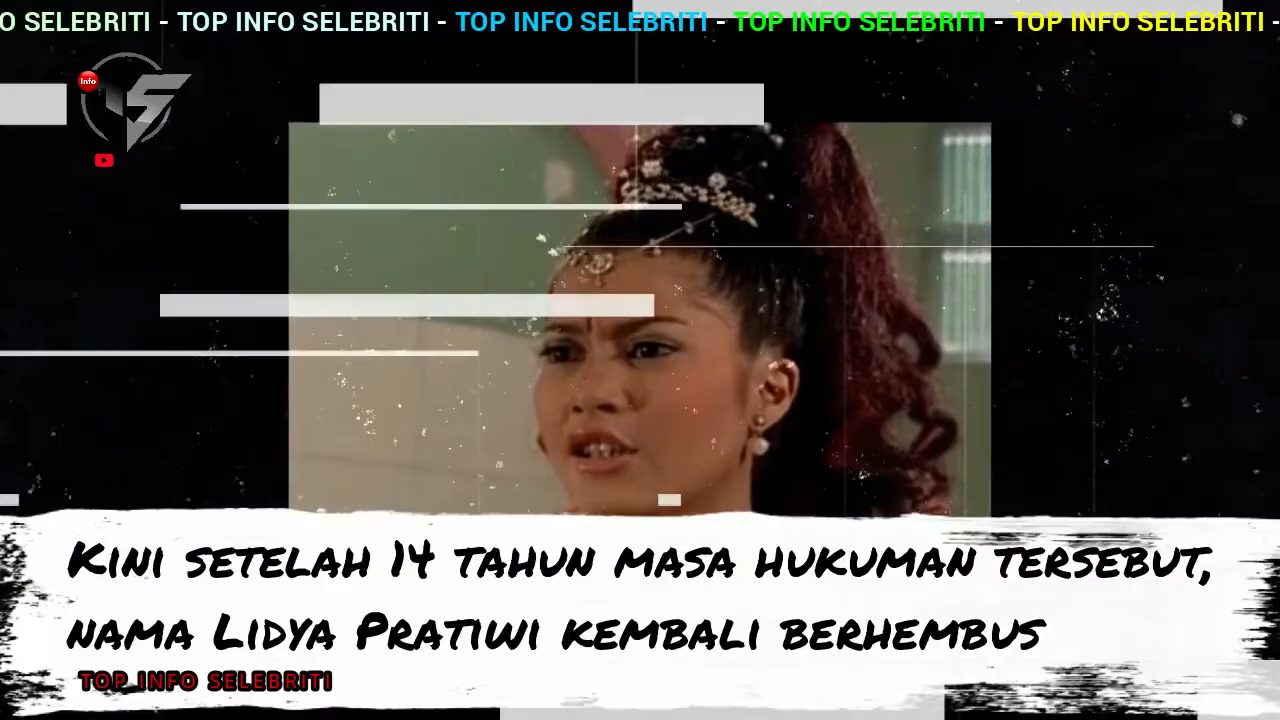 O SELEBRITI - TOP INFO SELEBRITI - TOP INFO SELEBRITI - TOP INFO SELEBRITI - TOP INFO SELEBRITI -
Info
Kini setelah 14 tahun masa hukuman tersebut,
nama Lidya Pratiwi kembali berhembus
TOP INFO SELEBRITI